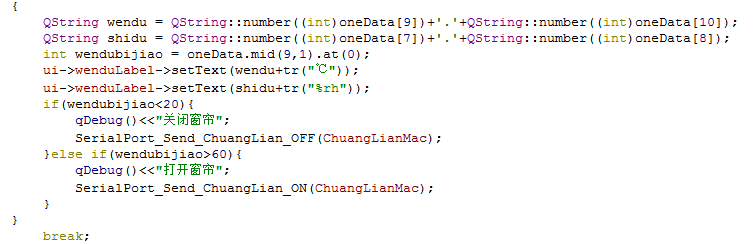 {
QString wendu = QString::number((int)oneData[9])+'.'+QString::number((int)oneData[10]);
QString shidu = QString::number((int)oneData[7])+'.'+QString::number((int)oneData[8]);
int wendubijiao = oneData.mid(9,1).at(0);
ui->wenduLabel->setText(wendu+tr("℃"));
ui->wenduLabel->setText(shidu+tr("%rh"));
if(wendubijiao<20){
qDebug()<<"关闭窗帘";
SerialPort_Send_ChuangLian_OFF(ChuangLianMac);
}else if(wendubijiao>60){
qDebug()<<"打开窗帘";
SerialPort_Send_ChuangLian_ON(ChuangLianMac);
}
}
break;